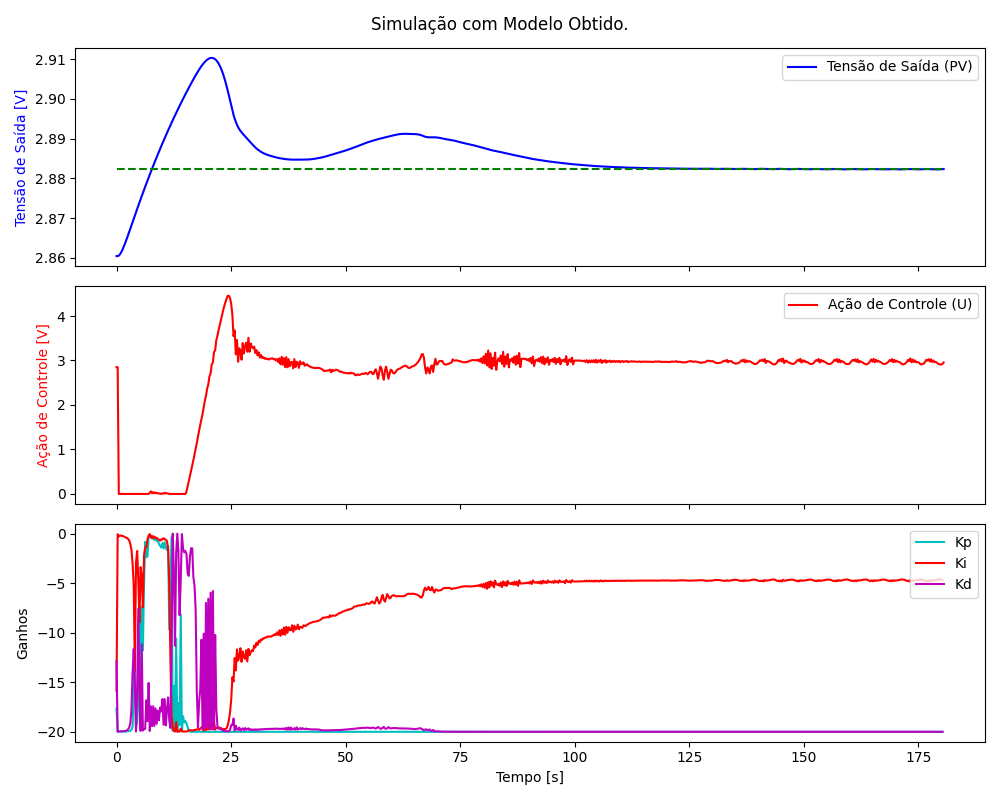 Simulação com Modelo Obtido.
Tensão de Saída [V]
2.91
2.90
2.89
2.88
2.87
2.86
Tensão de Saída (PV)
Ação de Controle [V]
4
3
2
1
0
Ação de Controle (U)
Ganhos
0
−5
−10
−15
−20
Kp
Ki
Kd
0 25 50 75 100 125 150 175
Tempo [s]